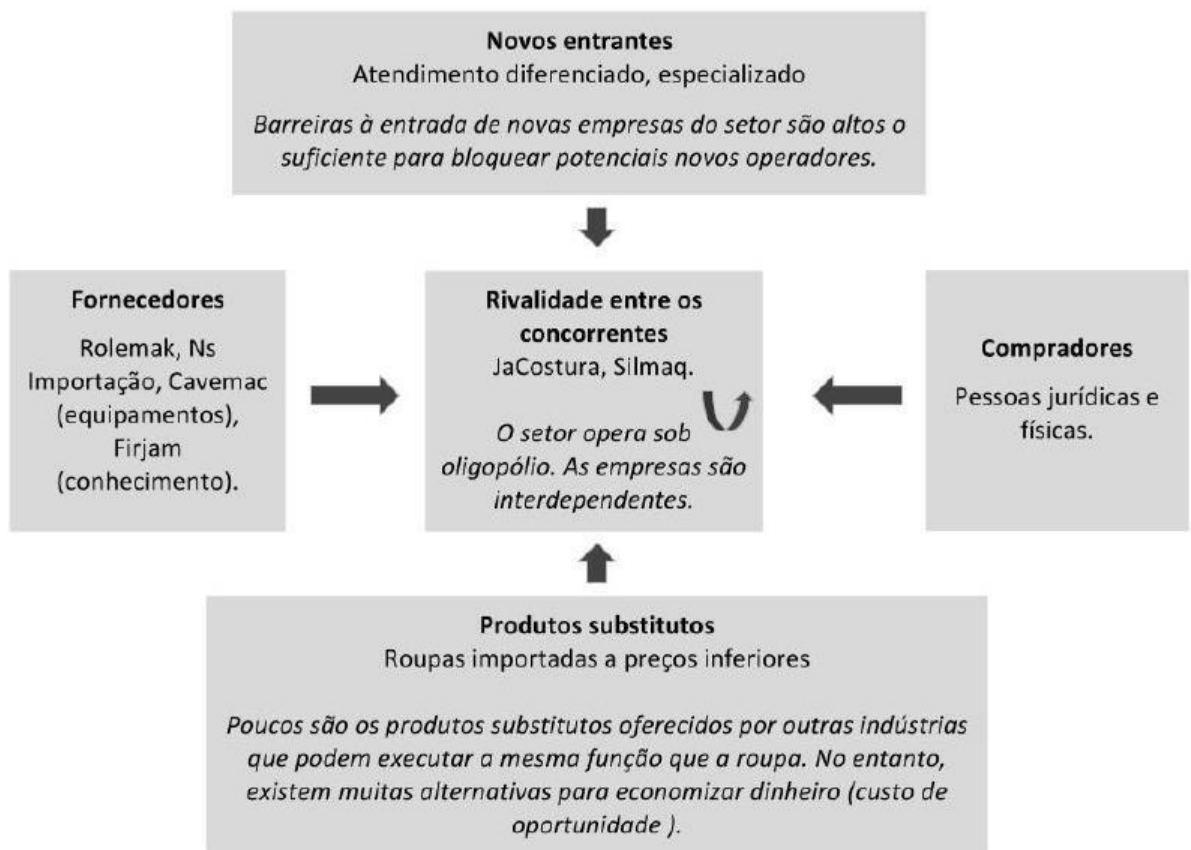 Novos entrantes
Atendimento diferenciado, especializado
Barreiras à entrada de novas empresas do setor são altos o
suficiente para bloquear potenciais novos operadores.
Fornecedores
Rolemak, Ns
Importação, Cavemac
(equipamentos),
Firjam
(conhecimento).
Rivalidade entre os
concorrentes
JaCostura, Silmaq.
O setor opera sob
oligopólio. As empresas são
interdependentes.
Compradores
Pessoas jurídicas e
físicas.
Produtos substitutos
Roupas importadas a preços inferiores
Poucos são os produtos substitutos oferecidos por outras indústrias
que podem executar a mesma função que a roupa. No entanto,
existem muitas alternativas para economizar dinheiro (custo de
oportunidade ).